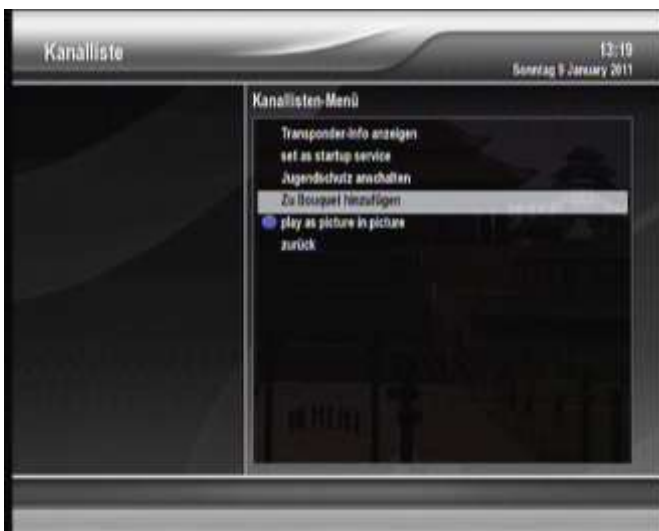 Kanalliste
13:19
Sonntag 9 January 2011
Kanallisten-Menü
Transponder-Info anzeigen
set as startup service
Jugendschutz anschalten
Zu Bouquet hinzufügen
play as picture in picture
zurück